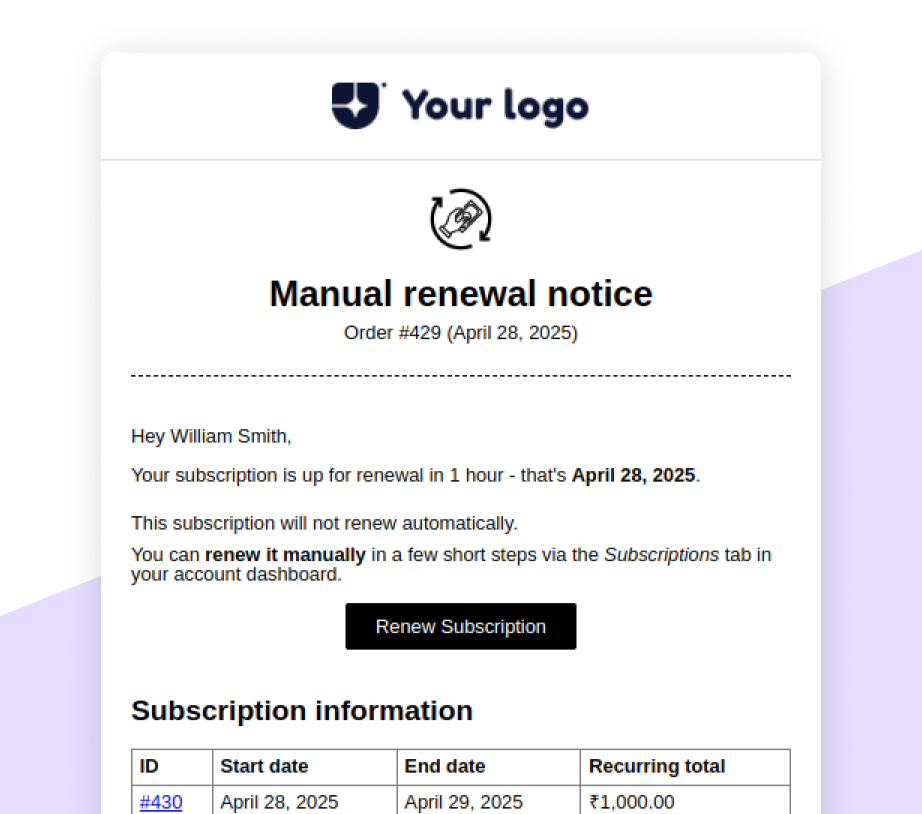 Your logo
Manual renewal notice
Order #429 (April 28, 2025)
Hey William Smith,
Your subscription is up for renewal in 1 hour - that's April 28, 2025.
This subscription will not renew automatically.
You can renew it manually in a few short steps via the Subscriptions tab in
your account dashboard.
Renew Subscription
Subscription information
ID Start date End date Recurring total
#430 April 28, 2025 April 29, 2025 ₹1,000.00